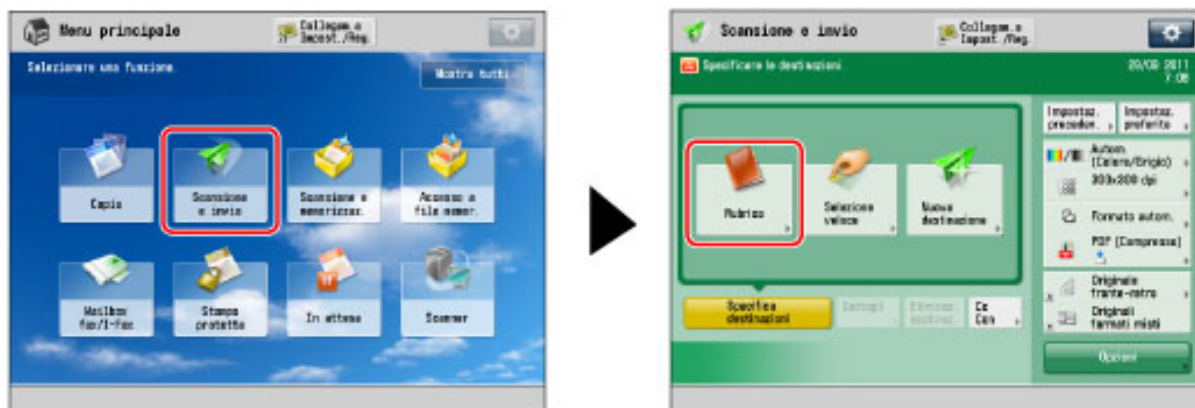 Menu principale
Collegam.a
Impost./Reg.
Selezionare una funzione.
Mostra tutti
Copia
Scansione
e invio
Scansione e
memorizzaz.
Accesso a
file memor.
Mailbox
fax/I-fax
Stampa
protetta
In attesa
Scanner
Scansione e invio
Collegam.a
Impost./Reg.
Specificare le destinazioni.
29/09 2011
7:08
Rubrica
Selezione
veloce
Nuova
destinazione
Specifica
destinazioni
Dettagli
Cc
Ccn
Impostaz.
preceden.
Impostaz.
preferite
Autom.
(Colore/Grigio)
300x300 dpi
Formato autom.
PDF (Compresso)
Originale
fronte-retro
Originali
formati misti
Opzioni